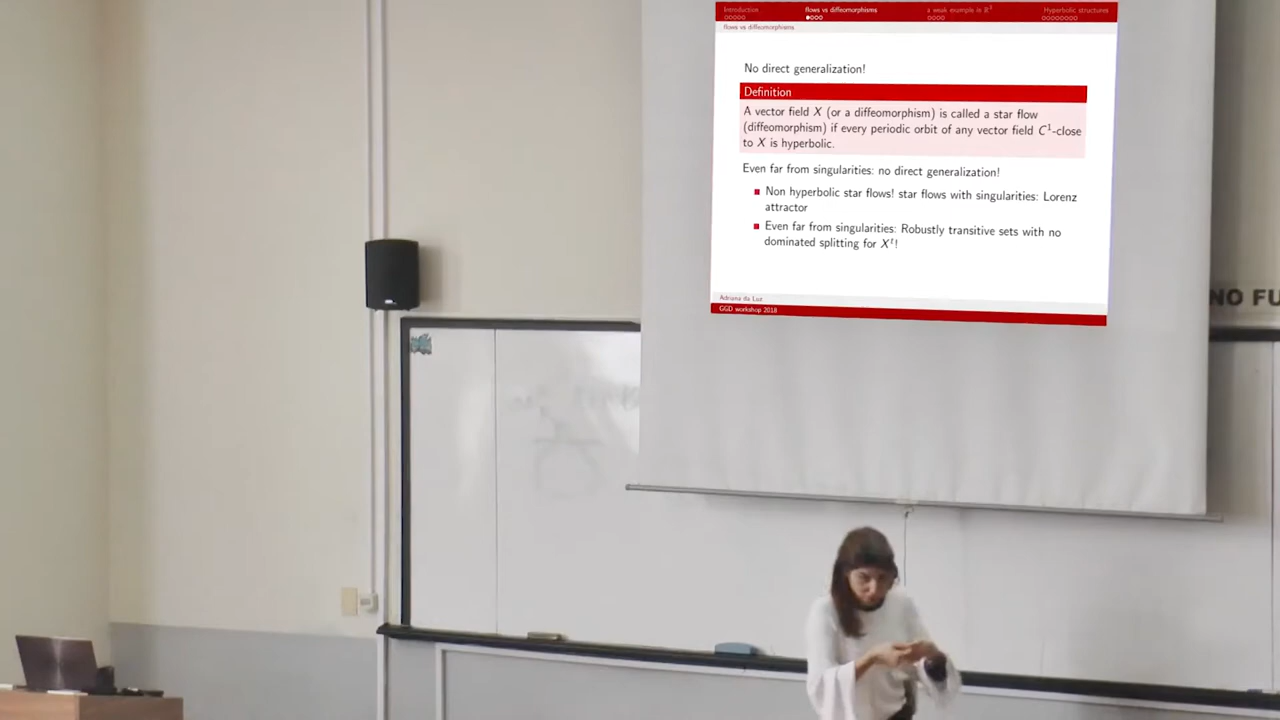 Introduction flows vs diffeomorphisms a weak example in R³ Hyperbolic structures
flows vs diffeomorphisms
No direct generalization!
Definition
A vector field X (or a diffeomorphism) is called a star flow
(diffeomorphism) if every periodic orbit of any vector field C¹-close
to X is hyperbolic.
Even far from singularities: no direct generalization!
Non hyperbolic star flows! star flows with singularities: Lorenz
attractor
Even far from singularities: Robustly transitive sets with no
dominated splitting for Xᵗ!
Adriana da Luz
GGD workshop 2018
NO FU